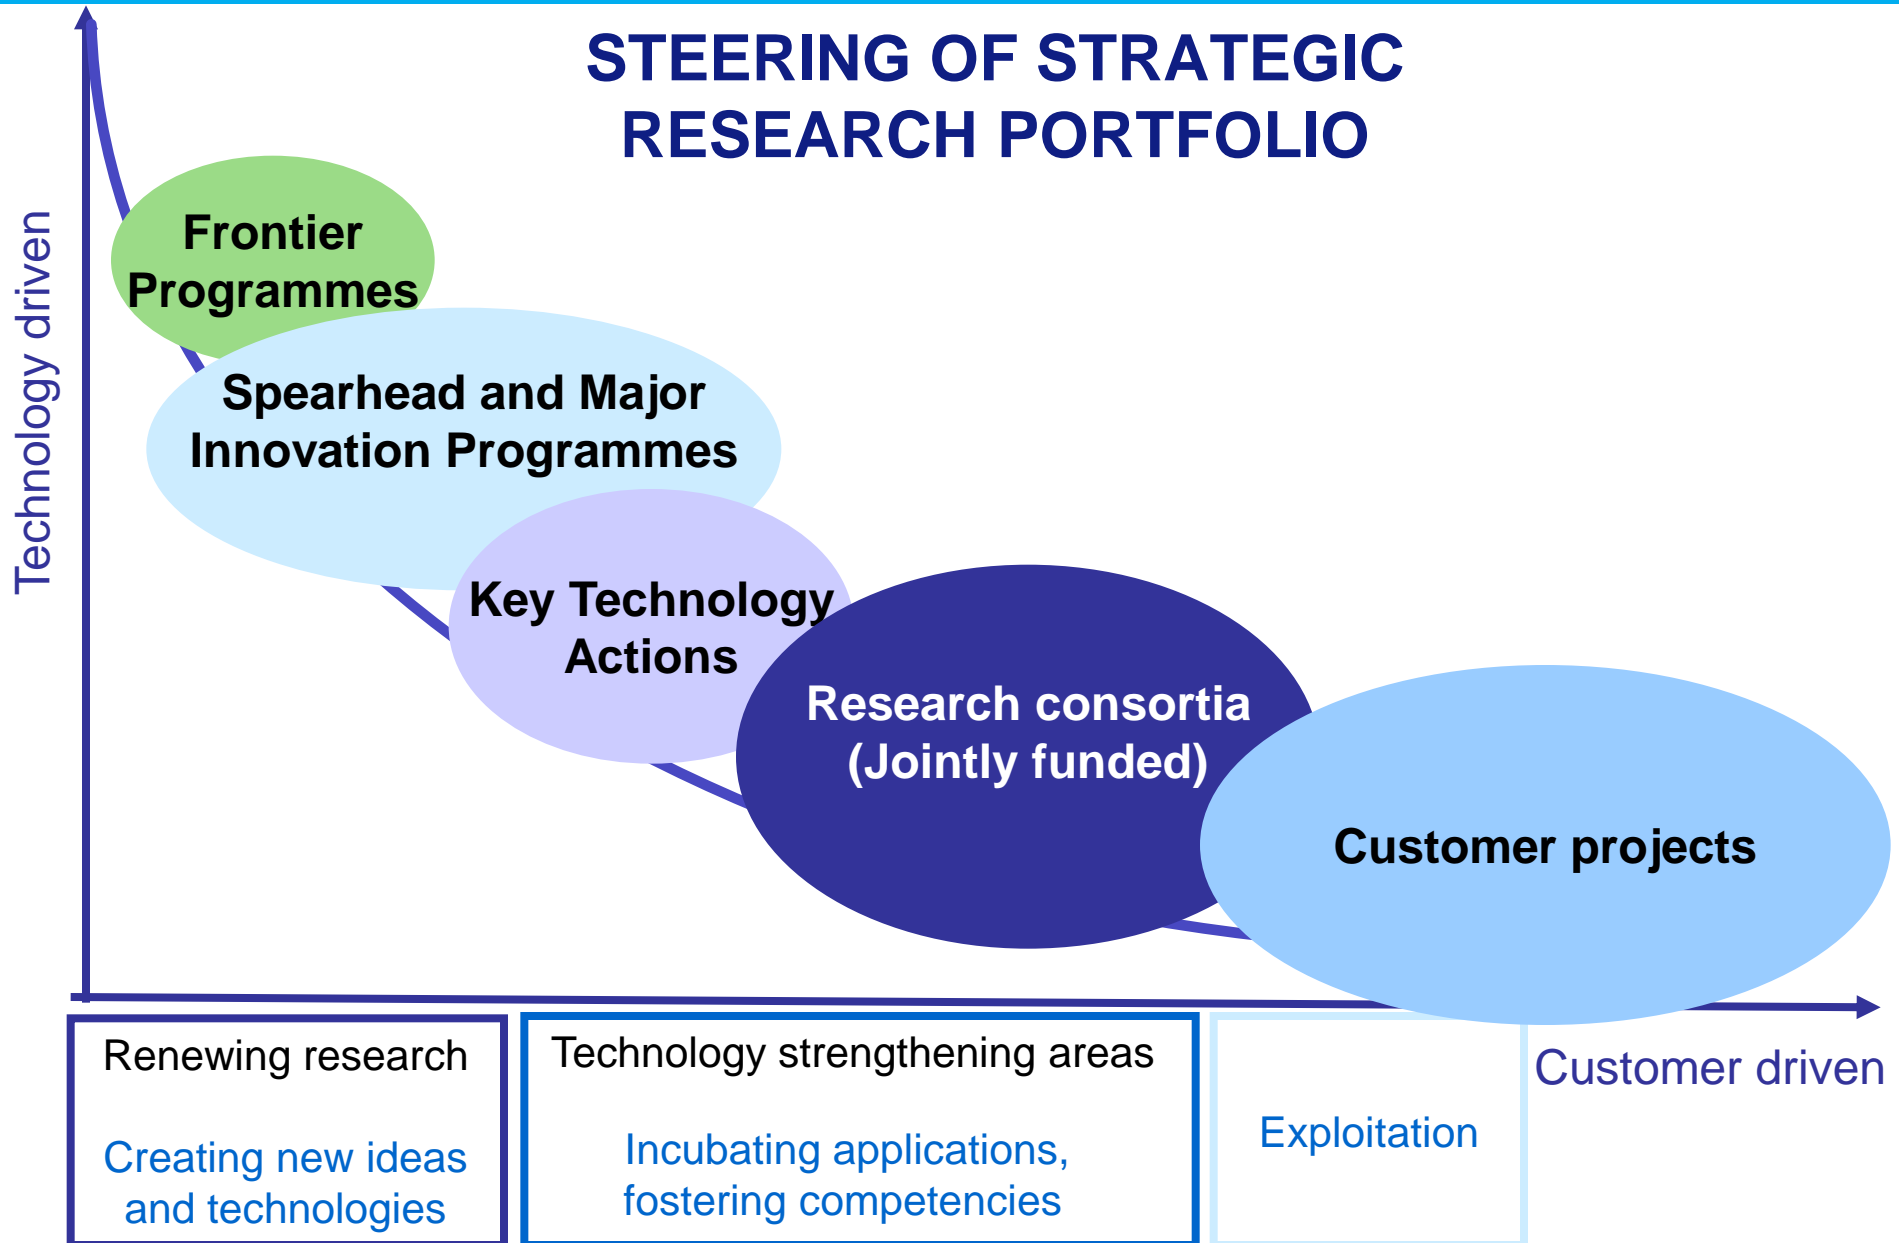 STEERING OF STRATEGIC
RESEARCH PORTFOLIO
Technology driven
Frontier
Programmes
Spearhead and Major
Innovation Programmes
Key Technology
Actions
Research consortia
(Jointly funded)
Customer projects
Customer driven
Renewing research
Creating new ideas
and technologies
Technology strengthening areas
Incubating applications,
fostering competencies
Exploitation